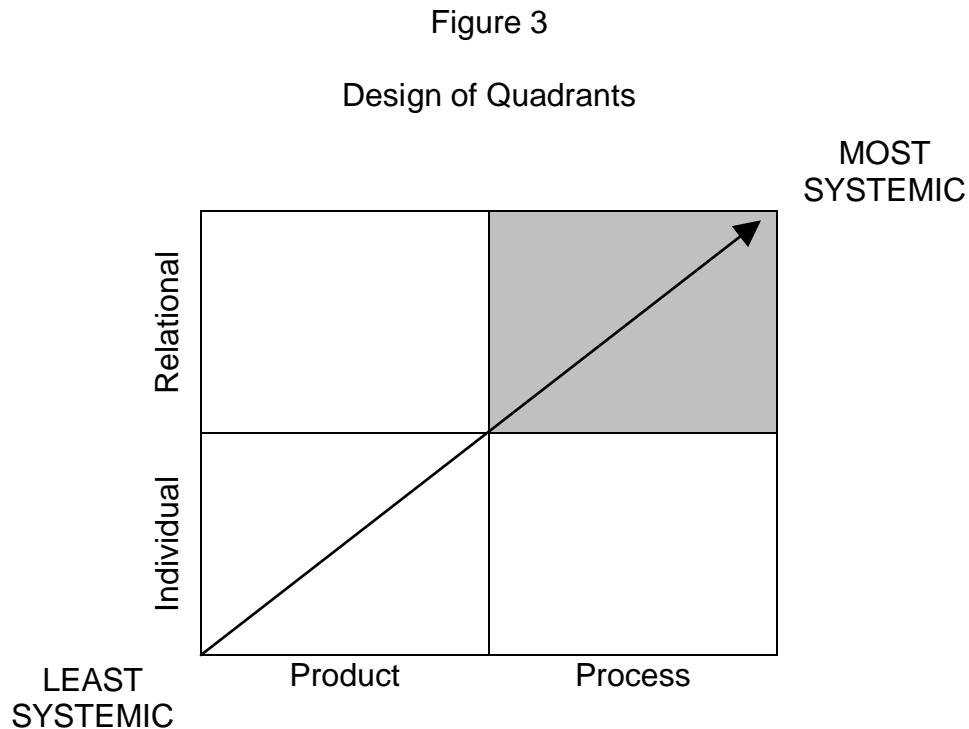 Figure 3
Design of Quadrants
MOST
SYSTEMIC
Relational
Individual
Product
Process
LEAST
SYSTEMIC